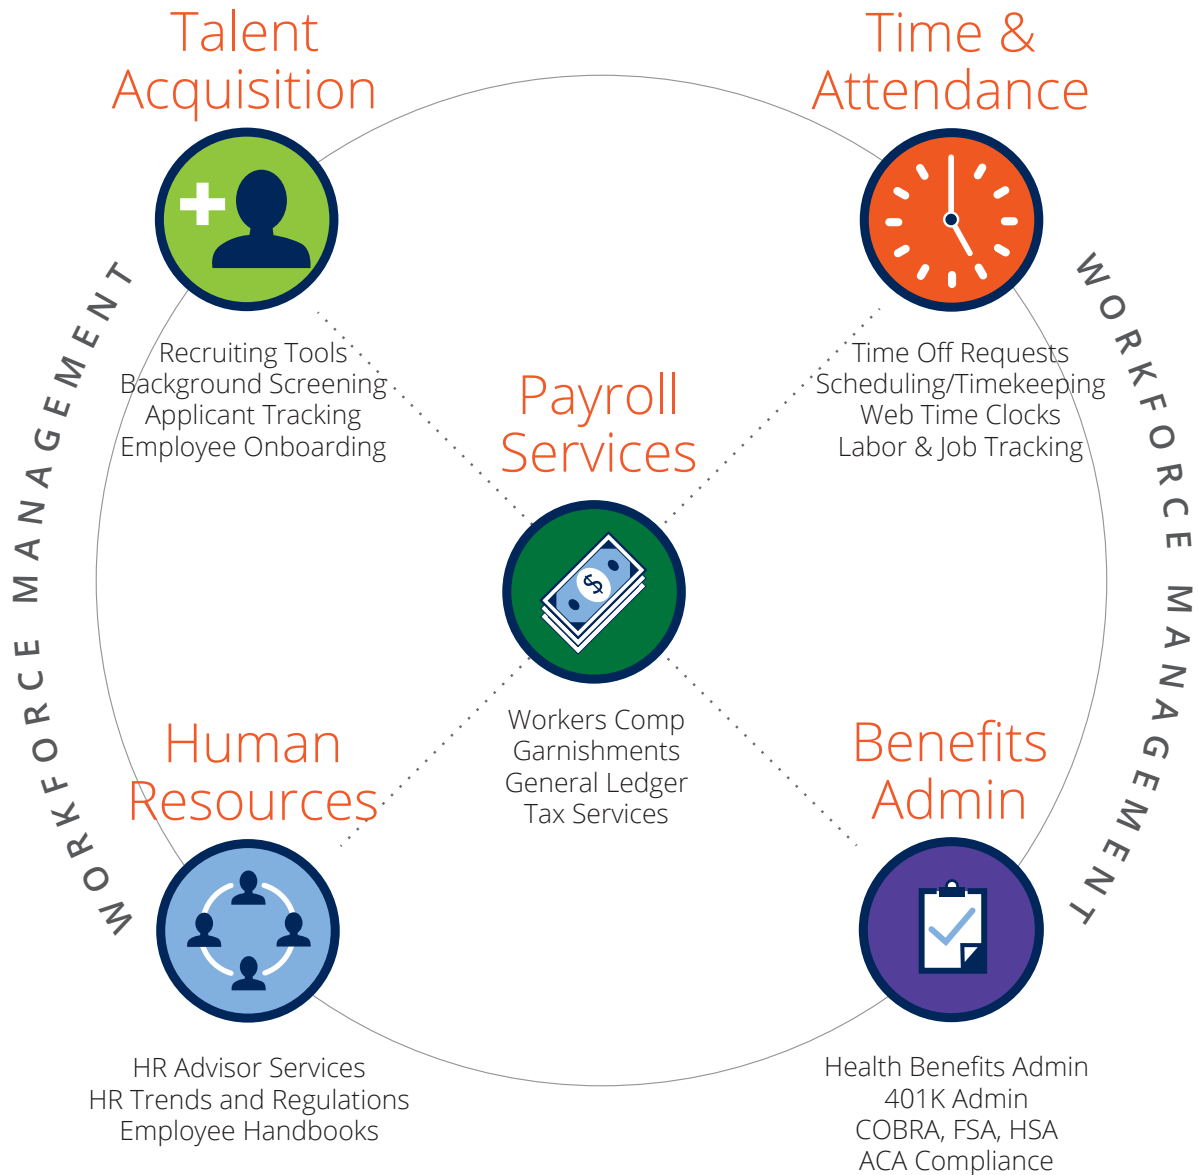 Talent
Acquisition
Time &
Attendance
WORKFORCE MANAGEMENT
WORKFORCE MANAGEMENT
Recruiting Tools
Background Screening
Applicant Tracking
Employee Onboarding
Time Off Requests
Scheduling/Timekeeping
Web Time Clocks
Labor & Job Tracking
Payroll
Services
$
Workers Comp
Garnishments
General Ledger
Tax Services
Human
Resources
Benefits
Admin
HR Advisor Services
HR Trends and Regulations
Employee Handbooks
Health Benefits Admin
401K Admin
COBRA, FSA, HSA
ACA Compliance